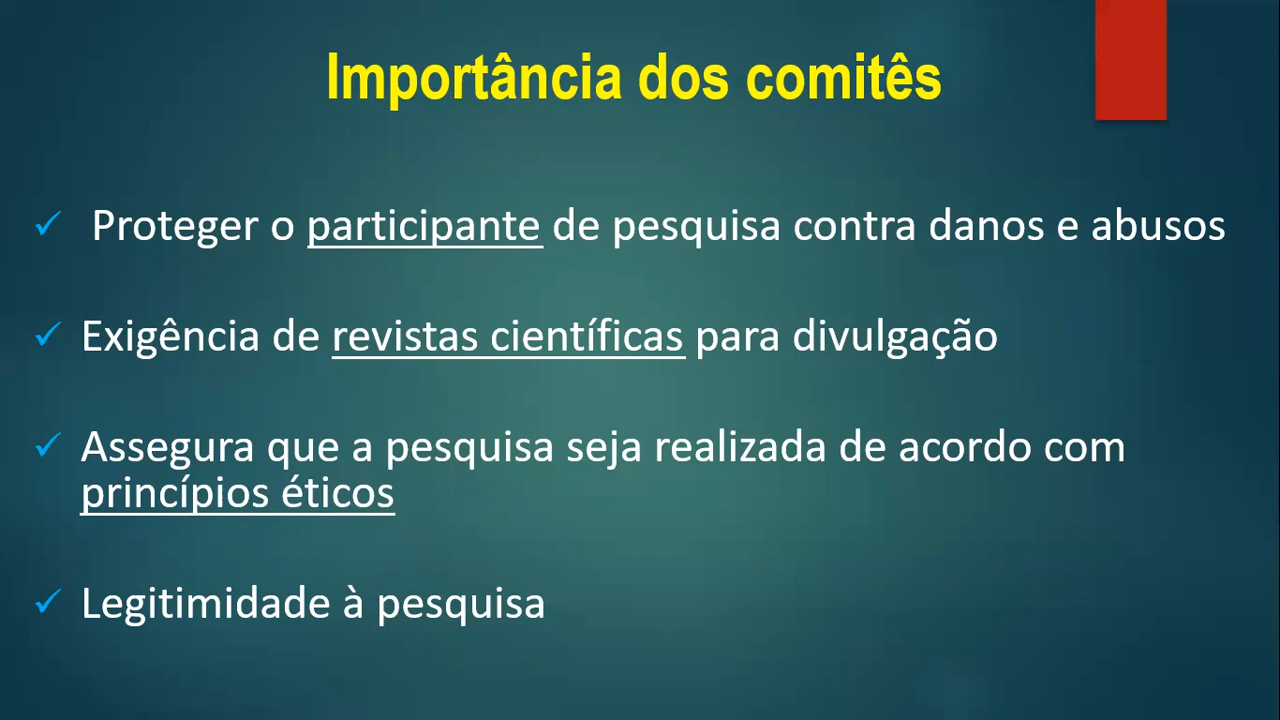 Importância dos comitês
Proteger o participante de pesquisa contra danos e abusos
Exigência de revistas científicas para divulgação
Assegura que a pesquisa seja realizada de acordo com
princípios éticos
Legitimidade à pesquisa